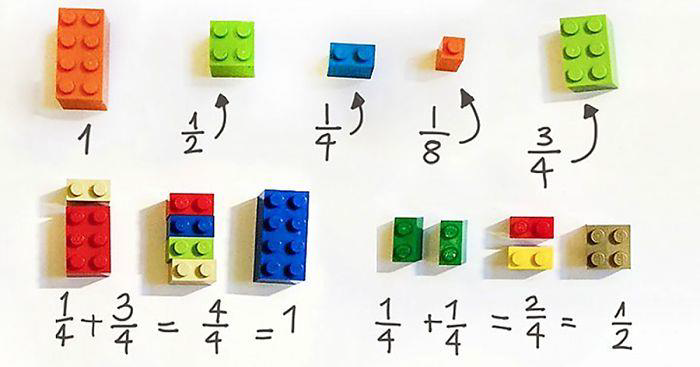 1 1/2 1/4 1/8 3/4
1/4 + 3/4 = 4/4 = 1
1/4 + 1/4 = 2/4 = 1/2